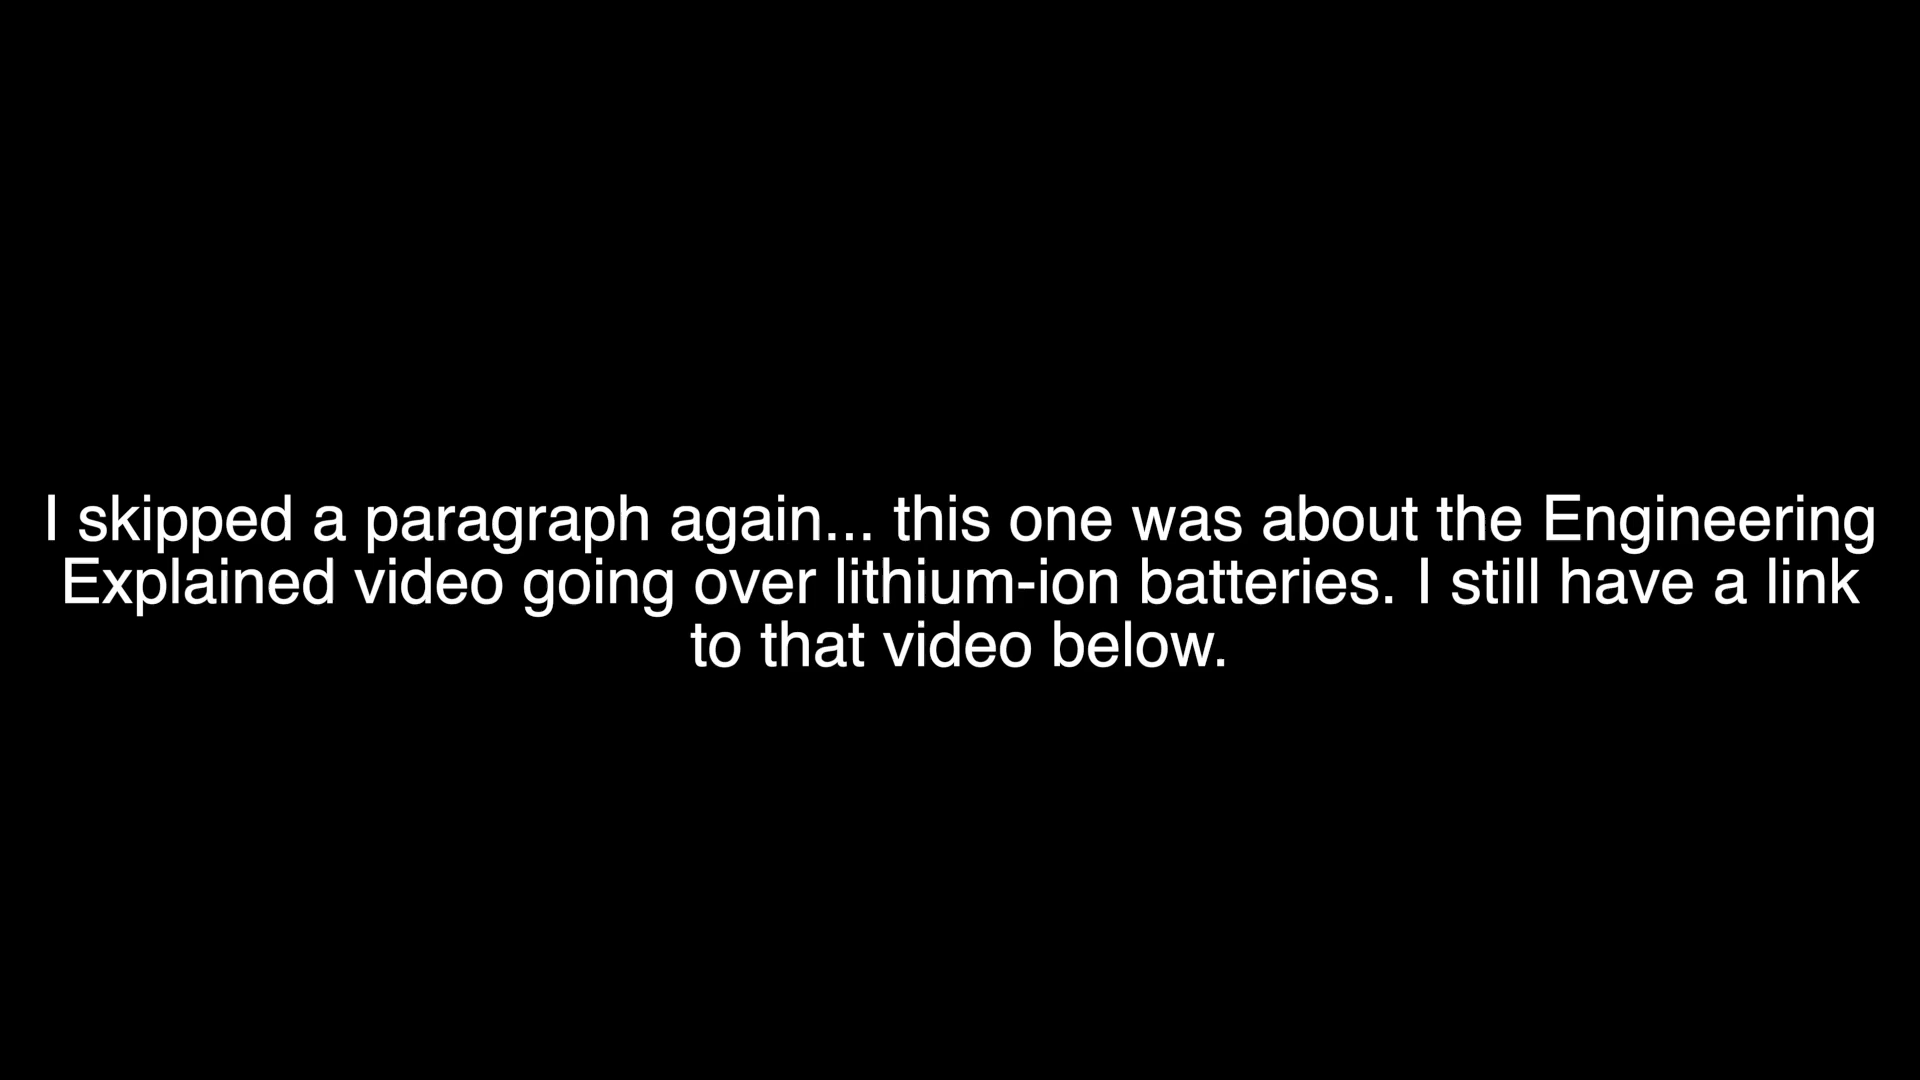 I skipped a paragraph again... this one was about the Engineering
Explained video going over lithium-ion batteries. I still have a link
to that video below.